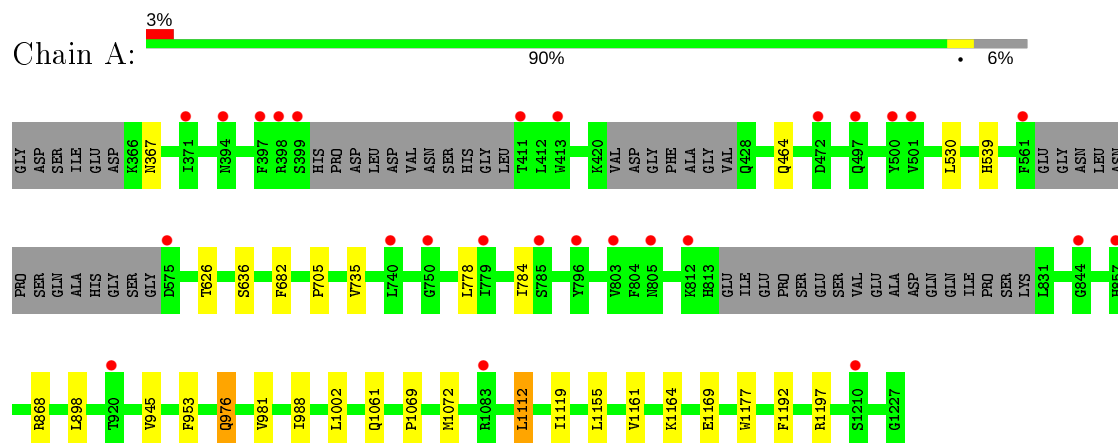 3%
Chain A:
90% • 6%
GLY ASP SER ILE GLU ASP K366 N367 I371 N394 F397 R398 S399 HIS PRO ASP LEU ASP VAL ASN SER HIS GLY LEU T411 L412 W413 K420 VAL ASP GLY PHE ALA GLY VAL Q428 Q464 D472 Q497 Y500 V501 L530 H539 F561 GLU GLY ASN LEU ASN
PRO SER GLN ALA HIS GLY SER GLY D575 T626 S636 F682 P705 V735 L740 G750 L778 I779 I784 S785 Y796 V803 F804 N805 K812 H813 GLU ILE GLU PRO SER GLU SER VAL GLU ALA ASP GLN GLN ILE PRO SER LYS L831 G844 H857
R868 L898 T920 V945 F953 Q976 V981 I988 L1002 Q1061 P1069 M1072 R1083 L1112 I1119 L1155 V1161 K1164 E1169 W1177 F1192 R1197 S1210 G1227